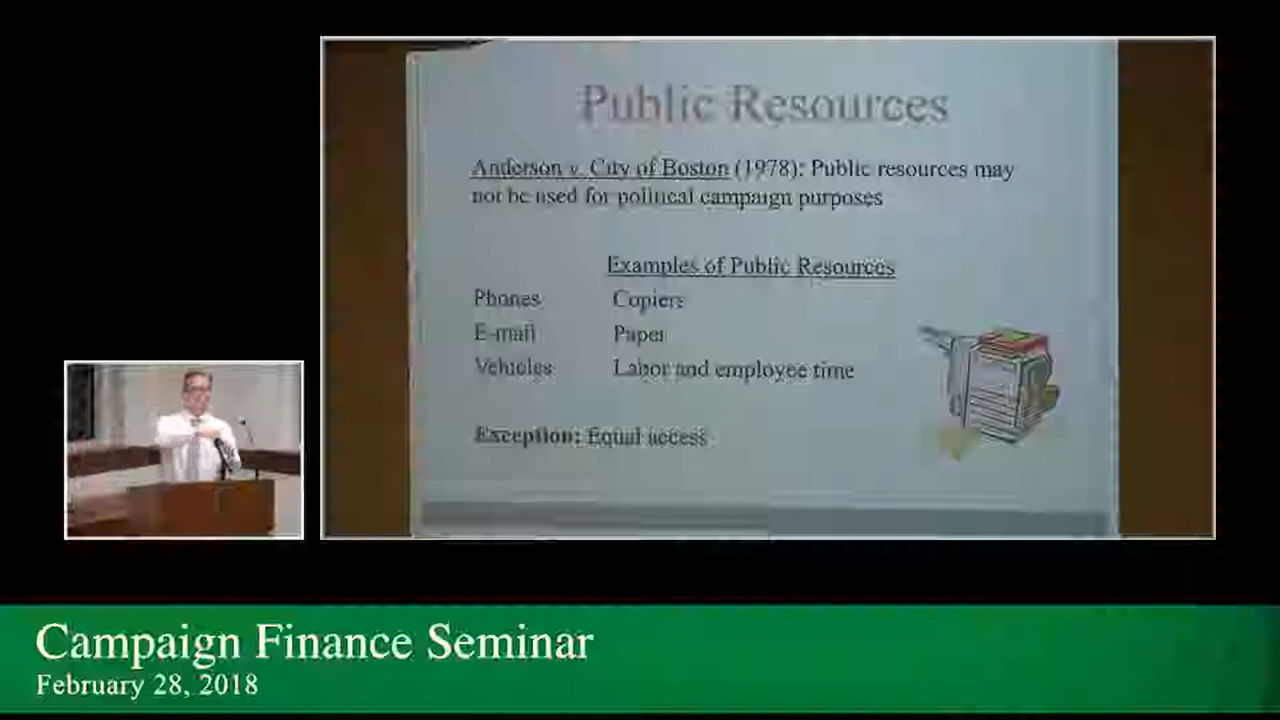 Public Resources
Anderson v. City of Boston (1978): Public resources may
not be used for political campaign purposes
Examples of Public Resources
Phones Copiers
E-mail Paper
Vehicles Labor and employee time
Exception: Equal access
Campaign Finance Seminar
February 28, 2018